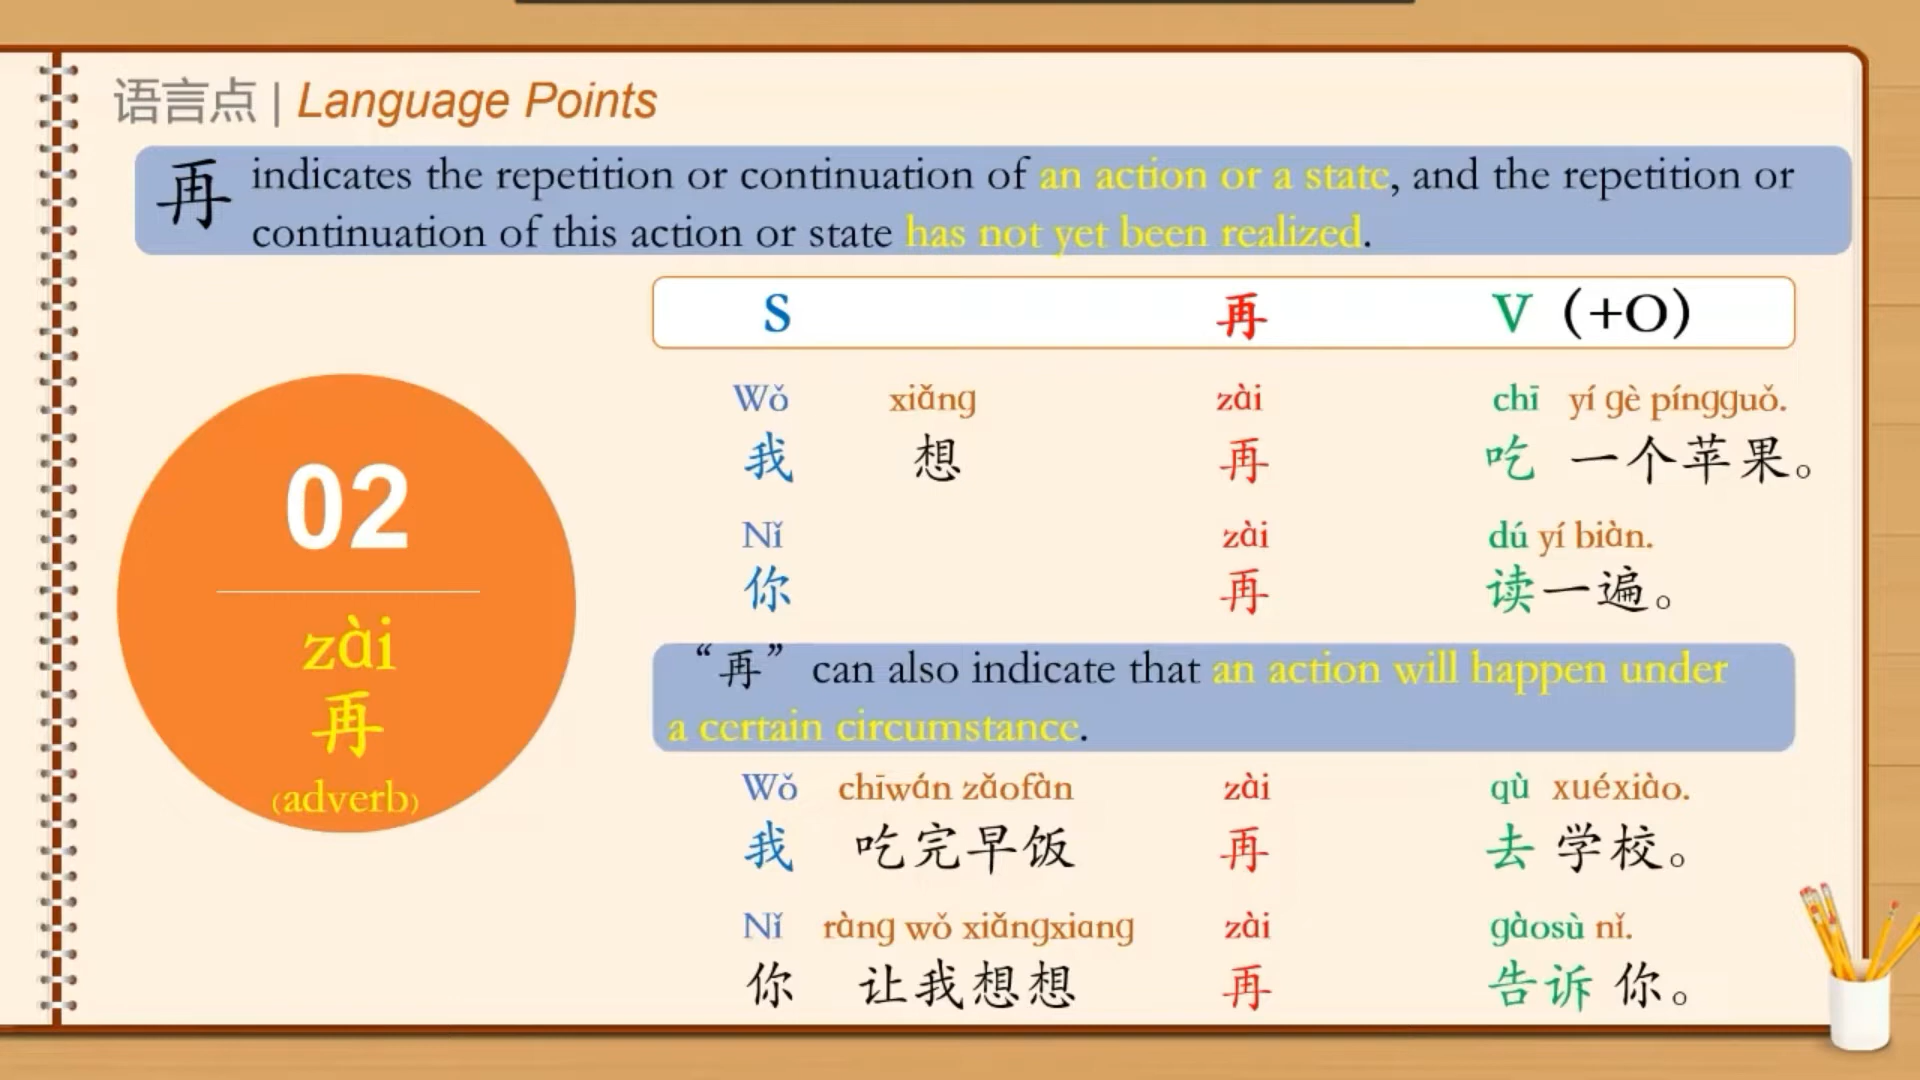 语言点 | Language Points
再 indicates the repetition or continuation of an action or a state, and the repetition or
continuation of this action or state has not yet been realized.
S 再 V (+O)
Wǒ xiǎng zài chī yí gè píngguǒ.
我 想 再 吃 一个苹果。
Nǐ zài dú yí biàn.
你 再 读一遍。
02
zài
再
(adverb)
“再” can also indicate that an action will happen under
a certain circumstance.
Wǒ chīwán zǎofàn zài qù xuéxiào.
我 吃完早饭 再 去 学校。
Nǐ ràng wǒ xiǎngxiang zài gàosù nǐ.
你 让我想想 再 告诉 你。